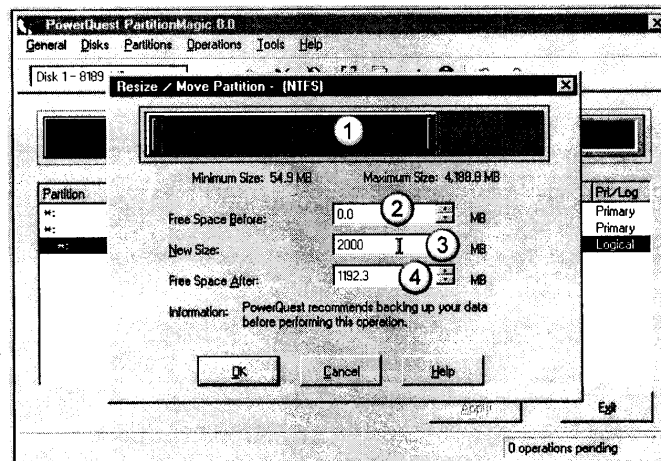 PowerQuest PartitionMagic 8.0
General Disks Partitions Operations Tools Help
Disk 1 - 8189
Resize / Move Partition - (NTFS)
1
Minimum Size: 54.9 MB Maximum Size: 4,188.8 MB
Partition Pri/Log
Free Space Before: 0.0 2 MB
*: Primary
*: Primary
New Size: 2000 3 MB
*: Logical
Free Space After: 1192.3 4 MB
Information: PowerQuest recommends backing up your data
before performing this operation.
OK Cancel Help
Apply Exit
0 operations pending